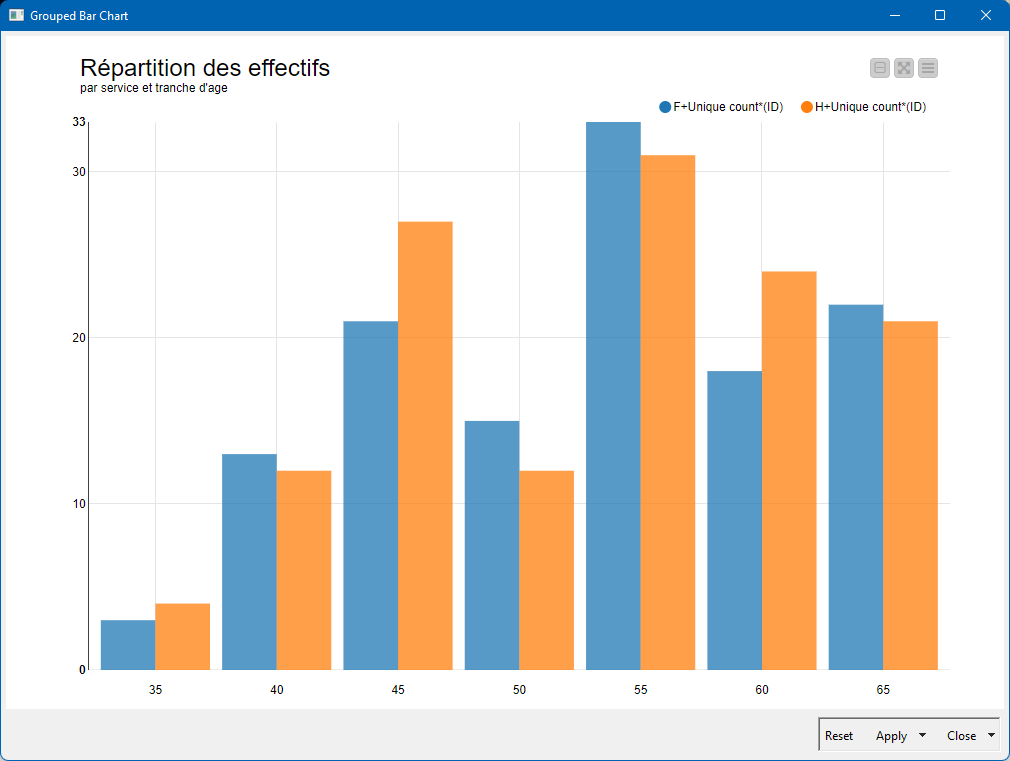 Grouped Bar Chart
Répartition des effectifs
par service et tranche d'age
F+Unique count*(ID) H+Unique count*(ID)
33
30
20
10
0
35 40 45 50 55 60 65
Reset Apply Close